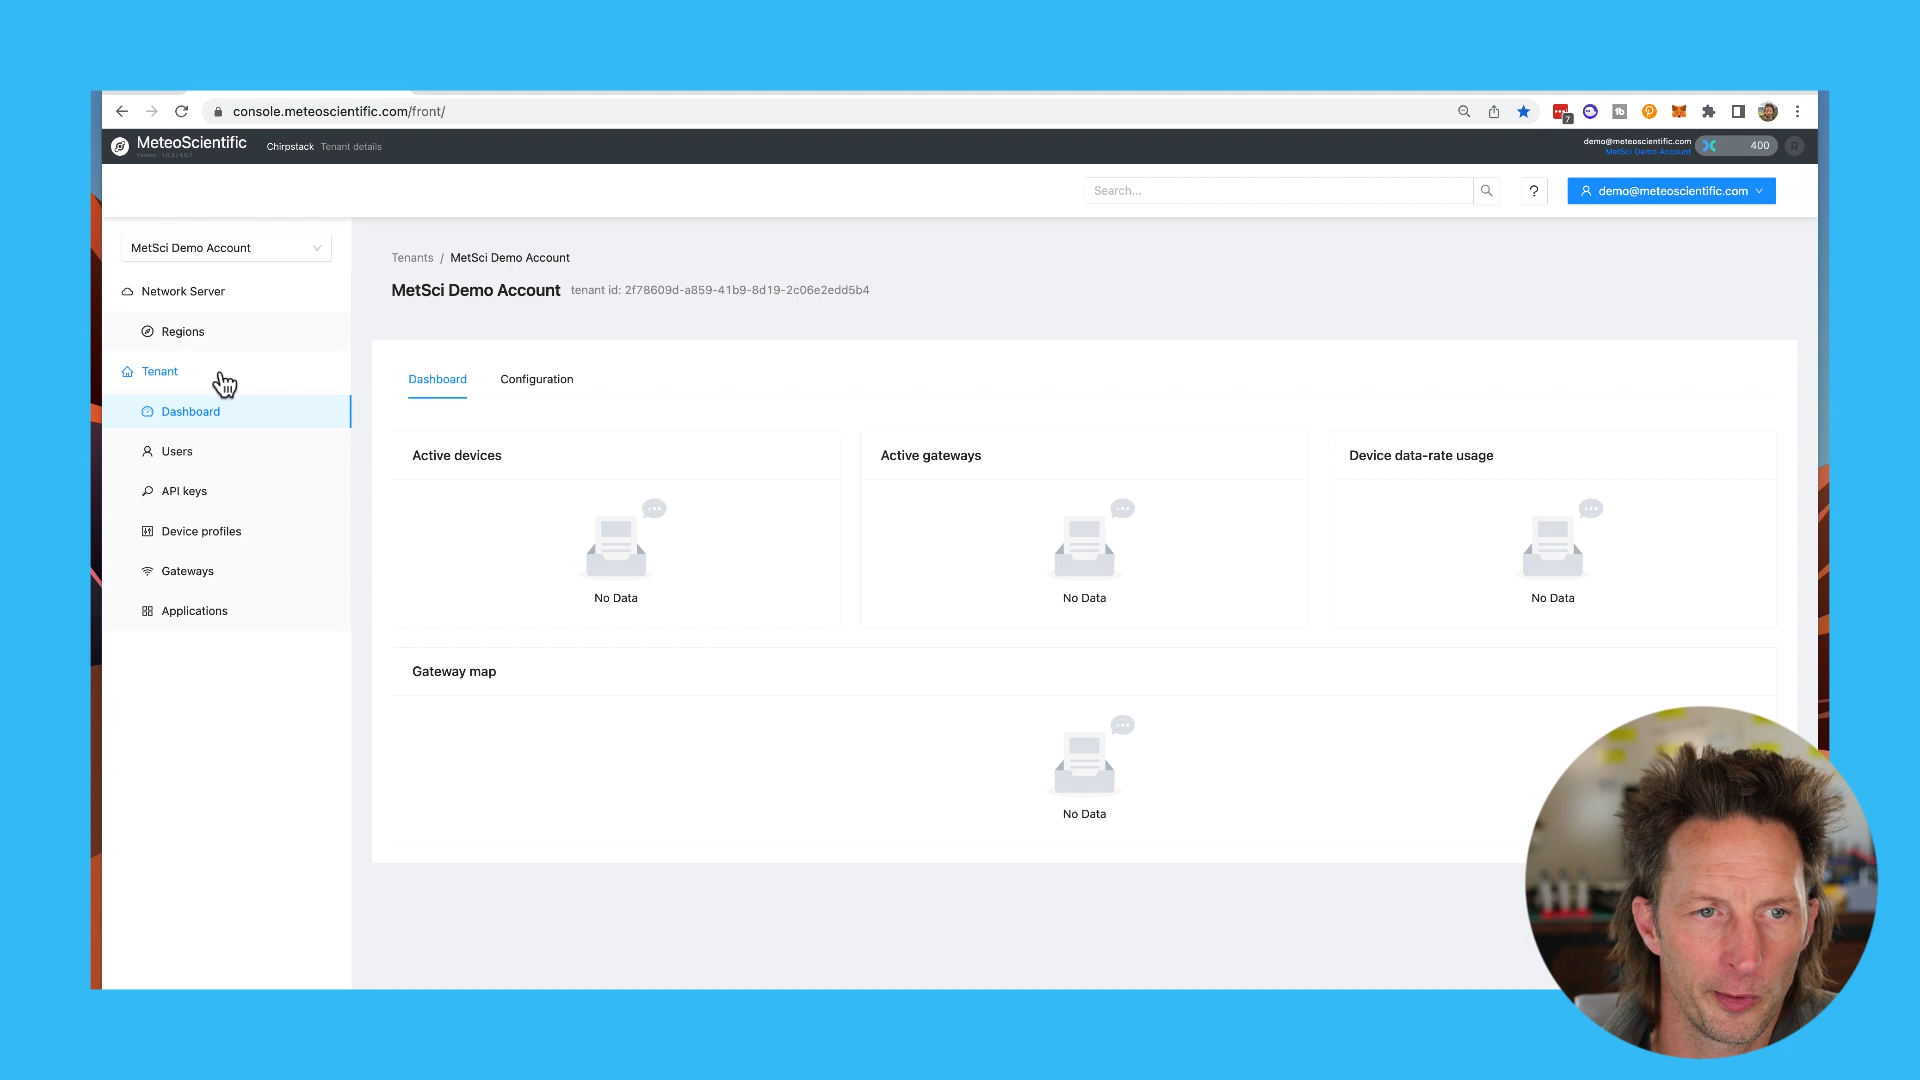 console.meteoscientific.com/front/
7
MeteoScientific
Chirpstack Tenant details
demo@meteoscientific.com
MetSci Demo Account
400
Search...
?
demo@meteoscientific.com
MetSci Demo Account
Network Server
Regions
Tenant
Dashboard
Users
API keys
Device profiles
Gateways
Applications
Tenants / MetSci Demo Account
MetSci Demo Account tenant id: 2f78609d-a859-41b9-8d19-2c06e2edd5b4
Dashboard Configuration
Active devices
No Data
Active gateways
No Data
Device data-rate usage
No Data
Gateway map
No Data